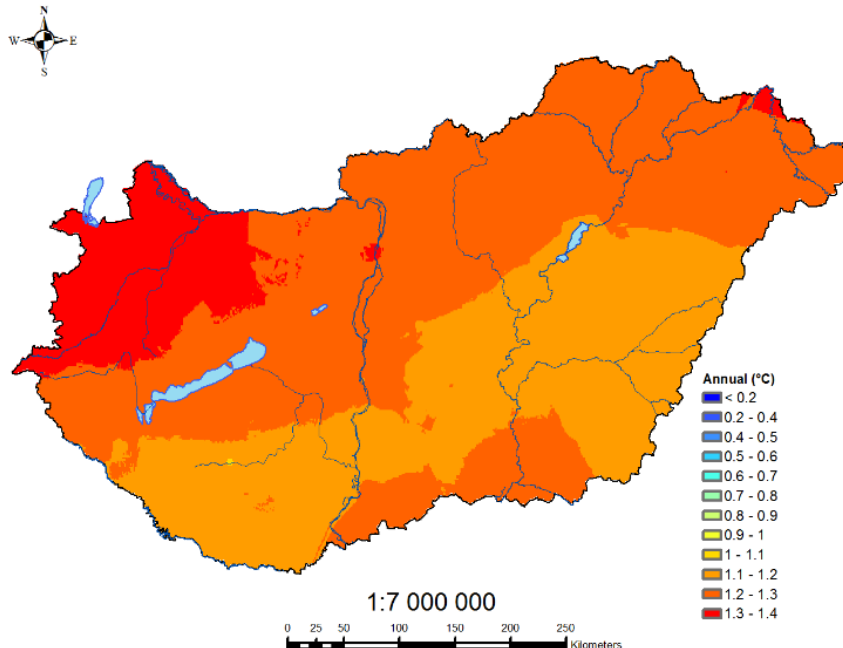 N
W E
S
Annual (°C)
< 0.2
0.2 - 0.4
0.4 - 0.5
0.5 - 0.6
0.6 - 0.7
0.7 - 0.8
0.8 - 0.9
0.9 - 1
1 - 1.1
1.1 - 1.2
1.2 - 1.3
1.3 - 1.4
1:7 000 000
0 25 50 100 150 200 250
Kilometers